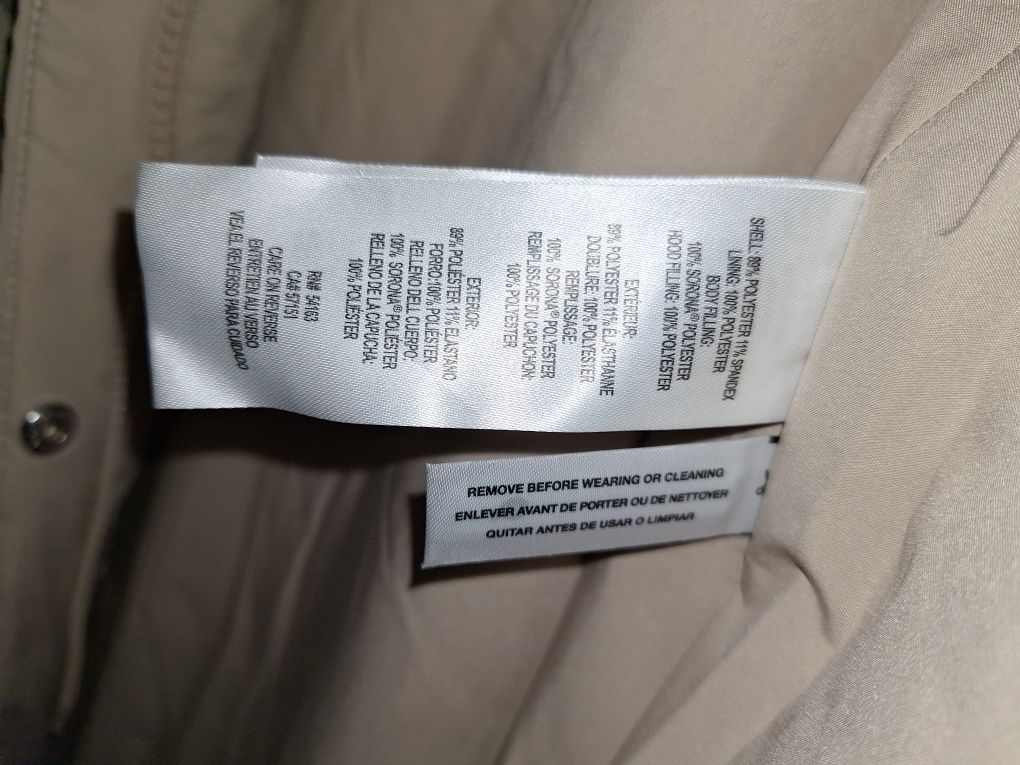 SHELL: 89% POLYESTER 11% SPANDEX
LINING: 100% POLYESTER
BODY FILLING:
100% SORONA® POLYESTER
HOOD FILLING: 100% POLYESTER
EXTÉRIEUR:
89% POLYESTER 11% ÉLASTHANNE
DOUBLURE: 100% POLYESTER
REMPLISSAGE:
100% SORONA® POLYESTER
REMPLISSAGE DU CAPUCHON:
100% POLYESTER
EXTERIOR:
89% POLIÉSTER 11% ELASTANO
FORRO:100% POLIÉSTER
RELLENO DELL CUERPO:
100% SORONA® POLIÉSTER
RELLENO DE LA CAPUCHA:
100% POLIÉSTER
RN# 54163
CA# 57151
CARE ON REVERSE
ENTRETIEN AU VERSO
VEA EL REVERSO PARA CUIDADO
REMOVE BEFORE WEARING OR CLEANING
ENLEVER AVANT DE PORTER OU DE NETTOYER
QUITAR ANTES DE USAR O LIMPIAR